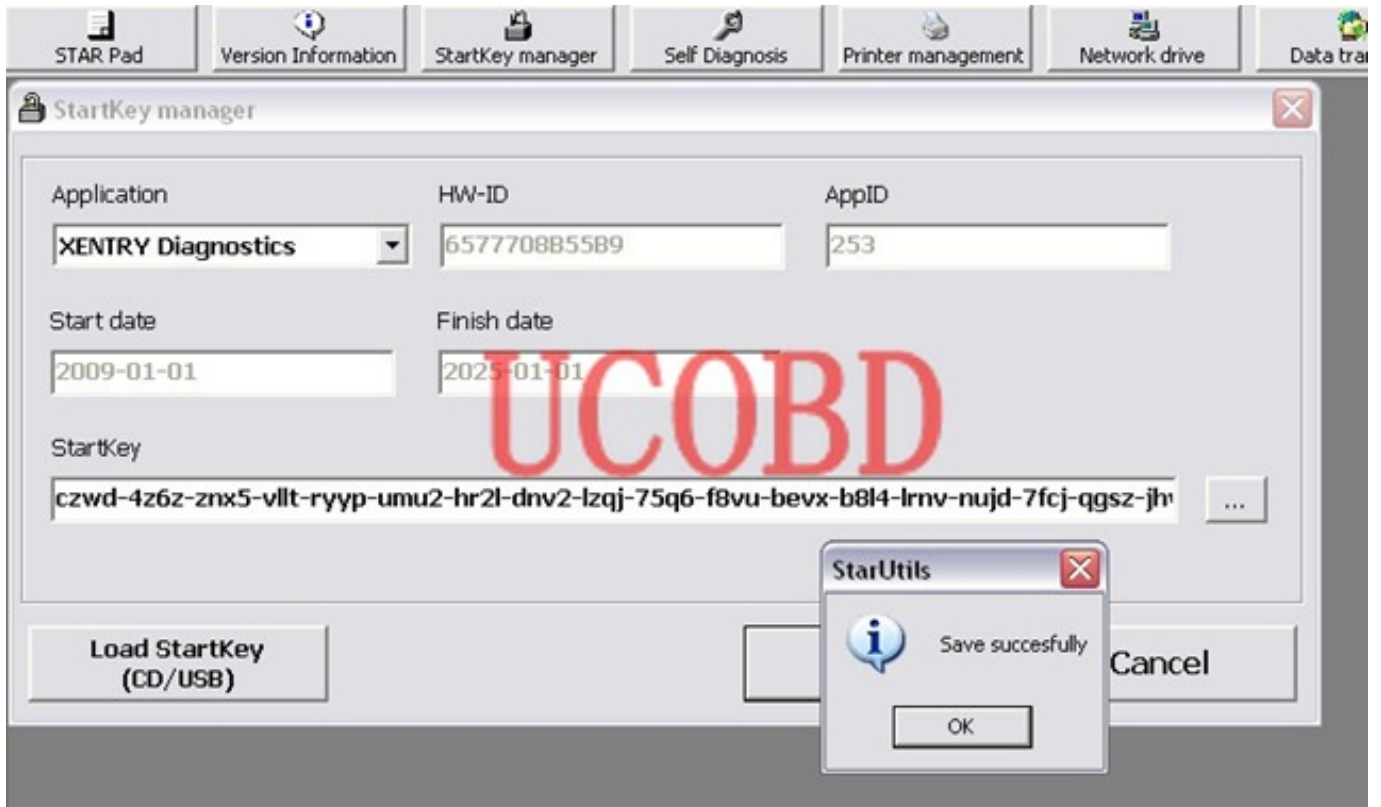 STAR Pad
Version Information
StartKey manager
Self Diagnosis
Printer management
Network drive
Data tra
StartKey manager
Application
HW-ID
AppID
XENTRY Diagnostics
6577708B55B9
253
Start date
Finish date
2009-01-01
2025-01-01
UCOBD
StartKey
czwd-4z6z-znx5-vllt-ryyp-umu2-hr2l-dnv2-lzqj-75q6-f8vu-bevx-b8l4-lrnv-nujd-7fcj-qgsz-jh
...
StarUtils
Save succesfully
OK
Load StartKey
(CD/USB)
Cancel